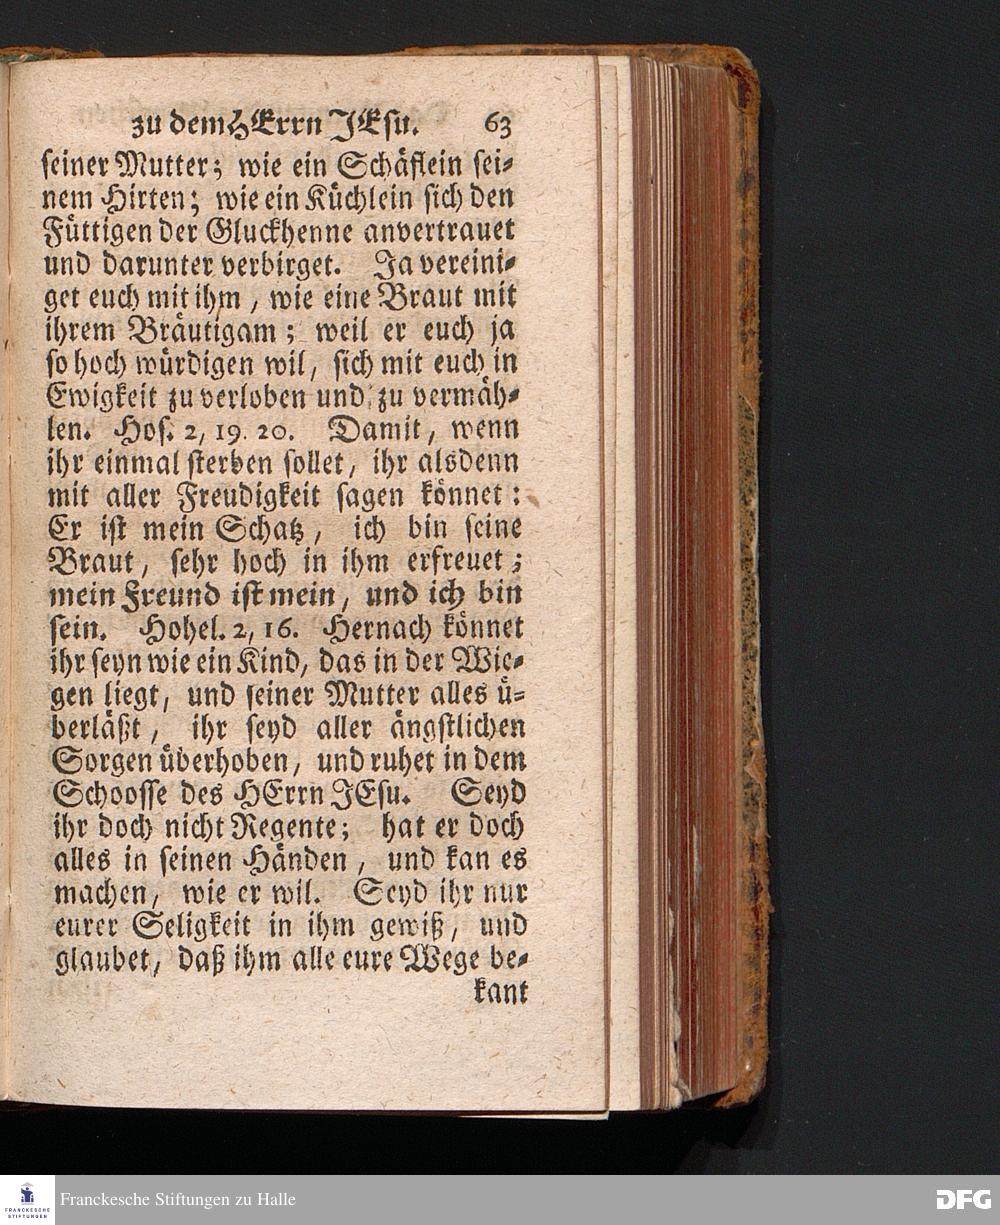 zu dem HErrn JEsu. 63
seiner Mutter; wie ein Schäflein sei-
nem Hirten; wie ein Küchlein sich den
Füttigen der Gluckhenne anvertrauet
und darunter verbirget. Ja vereini-
get euch mit ihm, wie eine Braut mit
ihrem Bräutigam; weil er euch ja
so hoch würdigen wil, sich mit euch in
Ewigkeit zu verloben und zu vermäh-
len. Hos. 2, 19. 20. Damit, wenn
ihr einmal sterben sollet, ihr alsdenn
mit aller Freudigkeit sagen könnet:
Er ist mein Schatz, ich bin seine
Braut, sehr hoch in ihm erfreuet;
mein Freund ist mein, und ich bin
sein. Hohel. 2, 16. Hernach könnet
ihr seyn wie ein Kind, das in der Wie-
gen liegt, und seiner Mutter alles ü-
berläßt, ihr seyd aller ängstlichen
Sorgen überhoben, und ruhet in dem
Schoosse des HErrn JEsu. Seyd
ihr doch nicht Regente; hat er doch
alles in seinen Händen, und kan es
machen, wie er wil. Seyd ihr nur
eurer Seligkeit in ihm gewiß, und
glaubet, daß ihm alle eure Wege be-
kant
FRANCKESCHE
STIFTUNGEN
Franckesche Stiftungen zu Halle
DFG